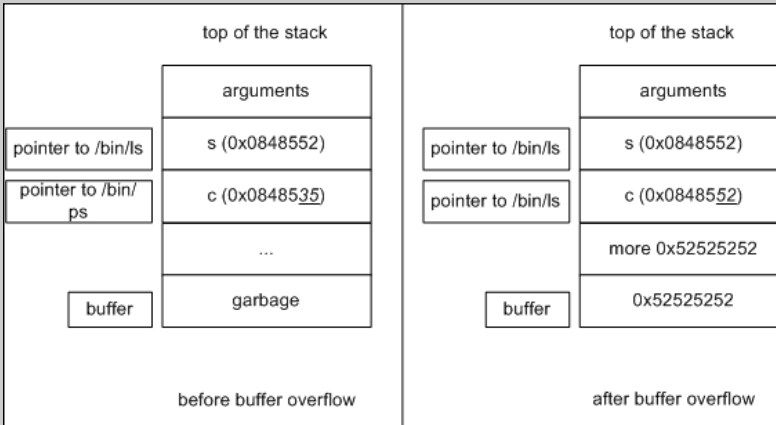 top of the stack
arguments
pointer to /bin/ls
s (0x0848552)
pointer to /bin/
ps
c (0x0848535)
...
buffer
garbage
before buffer overflow
top of the stack
arguments
pointer to /bin/ls
s (0x0848552)
pointer to /bin/ls
c (0x0848552)
more 0x52525252
buffer
0x52525252
after buffer overflow